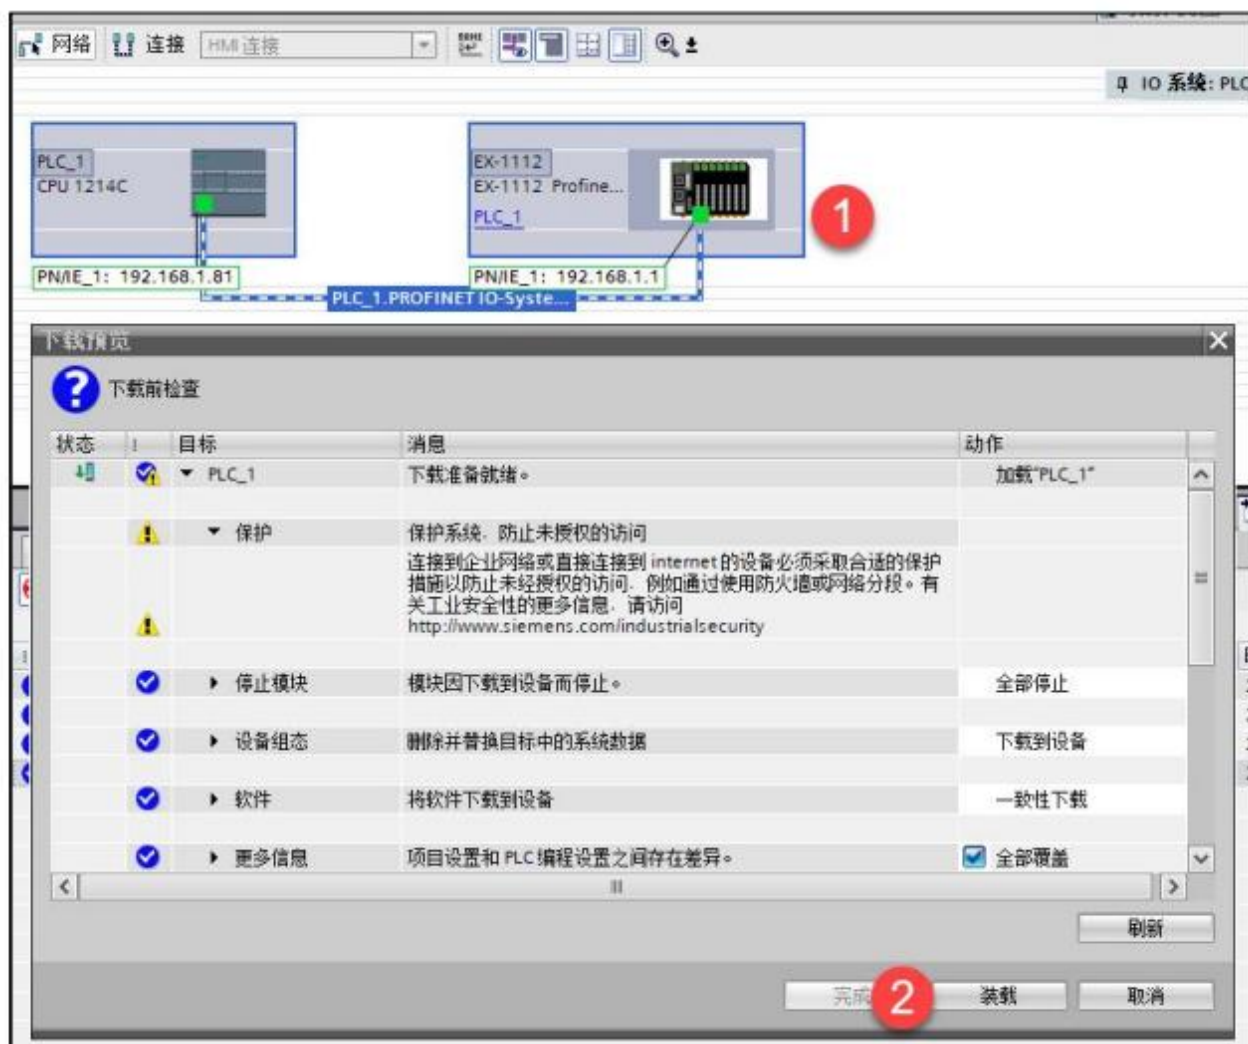 网络 连接 HMI 连接
IO 系统: PLC
PLC_1
CPU 1214C
EX-1112
EX-1112 Profine...
PLC_1
1
PN/IE_1: 192.168.1.81
PN/IE_1: 192.168.1.1
PLC_1.PROFINET IO-Syste...
下载预览
下载前检查
状态 ! 目标 消息 动作
PLC_1 下载准备就绪。 加载"PLC_1"
保护 保护系统，防止未授权的访问
连接到企业网络或直接连接到 internet 的设备必须采取合适的保护
措施以防止未经授权的访问，例如通过使用防火墙或网络分段。有
关工业安全性的更多信息，请访问
http://www.siemens.com/industrialsecurity
停止模块 模块因下载到设备而停止。 全部停止
设备组态 删除并替换目标中的系统数据 下载到设备
软件 将软件下载到设备 一致性下载
更多信息 项目设置和 PLC 编程设置之间存在差异。 全部覆盖
刷新
完成 2 装载 取消